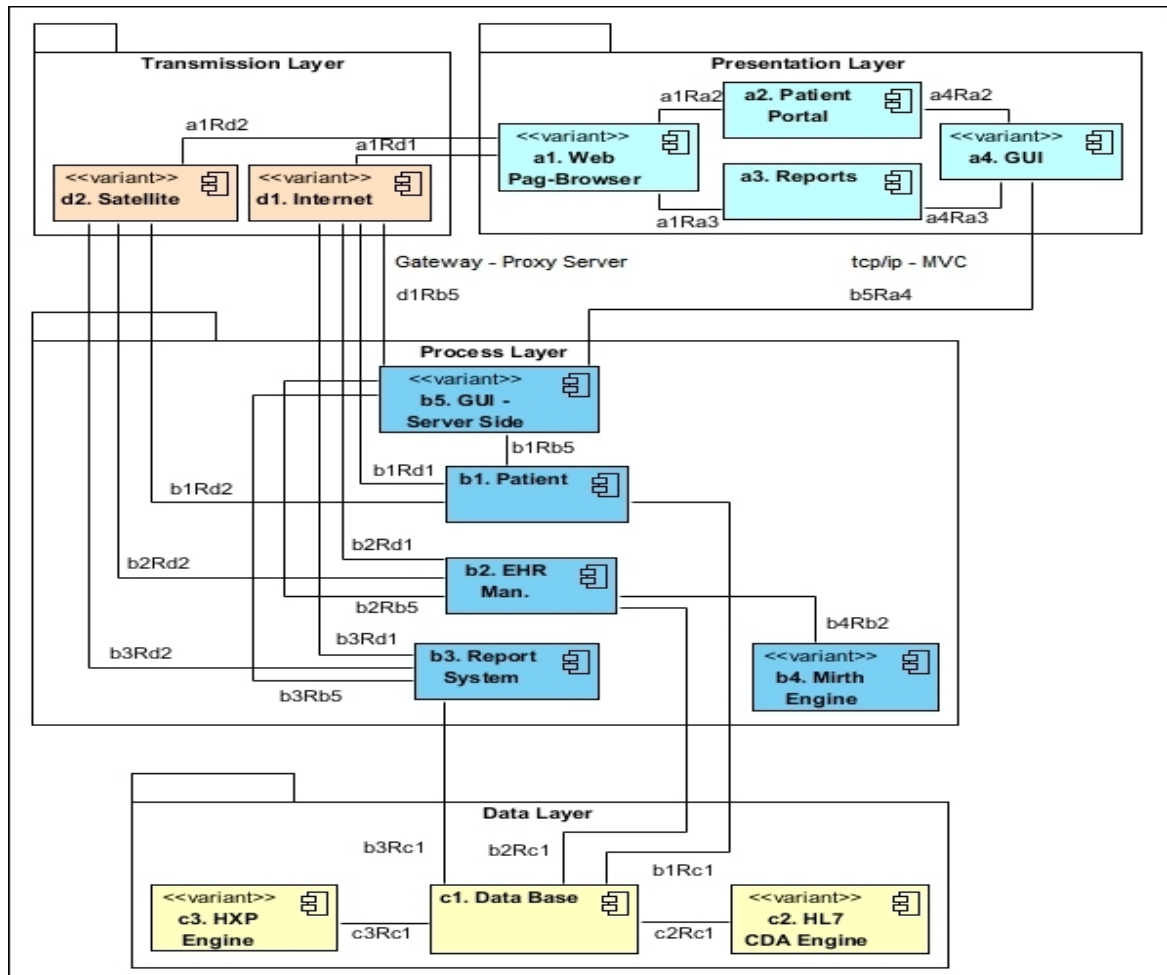 Transmission Layer
Presentation Layer
a1Rd2
a1Rd1
a1Ra2
a2. Patient
Portal
a4Ra2
<<variant>>
d2. Satellite
<<variant>>
d1. Internet
<<variant>>
a1. Web
Pag-Browser
<<variant>>
a4. GUI
a3. Reports
a1Ra3
a4Ra3
Gateway - Proxy Server
tcp/ip - MVC
d1Rb5
b5Ra4
Process Layer
<<variant>>
b5. GUI -
Server Side
b1Rb5
b1Rd1
b1. Patient
b1Rd2
b2Rd1
b2Rd2
b2. EHR
Man.
b2Rb5
b4Rb2
b3Rd1
b3Rd2
b3. Report
System
<<variant>>
b4. Mirth
Engine
b3Rb5
Data Layer
b3Rc1
b2Rc1
b1Rc1
<<variant>>
c3. HXP
Engine
c1. Data Base
<<variant>>
c2. HL7
CDA Engine
c3Rc1
c2Rc1